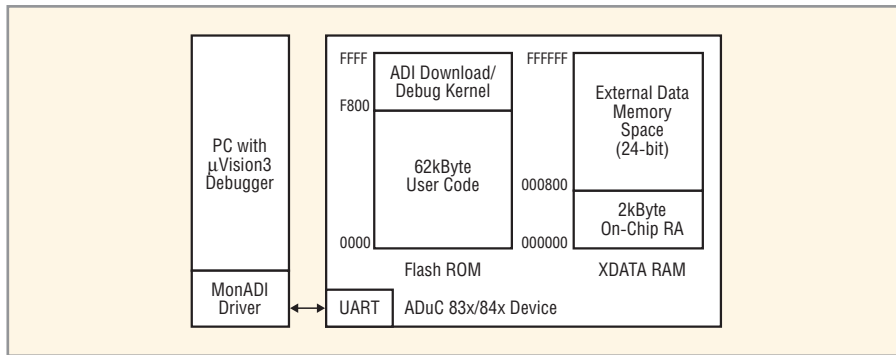 PC with
µVision3
Debugger
MonADI
Driver
FFFF
F800
0000
ADI Download/
Debug Kernel
62kByte
User Code
Flash ROM
FFFFFF
000800
000000
External Data
Memory
Space
(24-bit)
2kByte
On-Chip RA
XDATA RAM
UART
ADuC 83x/84x Device